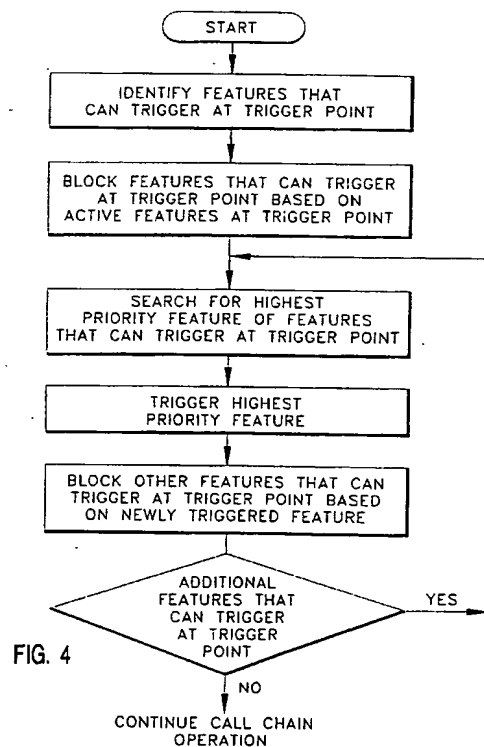 START
IDENTIFY FEATURES THAT
CAN TRIGGER AT TRIGGER POINT
BLOCK FEATURES THAT CAN TRIGGER
AT TRIGGER POINT BASED ON
ACTIVE FEATURES AT TRIGGER POINT
SEARCH FOR HIGHEST
PRIORITY FEATURE OF FEATURES
THAT CAN TRIGGER AT TRIGGER POINT
TRIGGER HIGHEST
PRIORITY FEATURE
BLOCK OTHER FEATURES THAT CAN
TRIGGER AT TRIGGER POINT BASED
ON NEWLY TRIGGERED FEATURE
ADDITIONAL
FEATURES THAT
CAN TRIGGER
AT TRIGGER
POINT
YES
FIG. 4
NO
CONTINUE CALL CHAIN
OPERATION